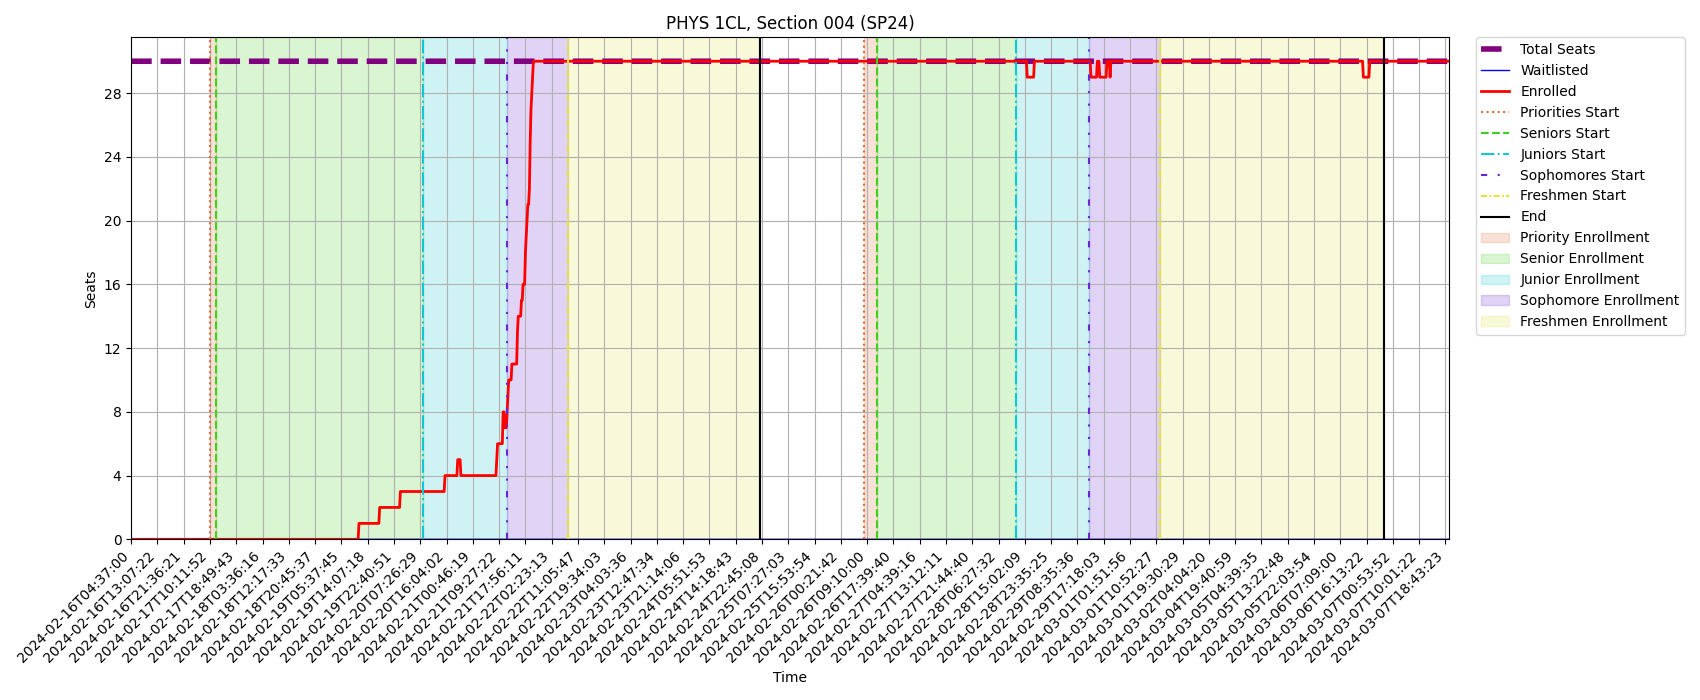 PHYS 1CL, Section 004 (SP24)
Total Seats
Waitlisted
Enrolled
Priorities Start
Seniors Start
Juniors Start
Sophomores Start
Freshmen Start
End
Priority Enrollment
Senior Enrollment
Junior Enrollment
Sophomore Enrollment
Freshmen Enrollment
Seats
28
24
20
16
12
8
4
0
2024-02-16T04:37:00
2024-02-16T13:07:22
2024-02-16T21:36:21
2024-02-17T10:11:52
2024-02-17T18:49:43
2024-02-18T03:36:16
2024-02-18T12:17:33
2024-02-18T20:45:37
2024-02-19T05:37:45
2024-02-19T14:07:18
2024-02-19T22:40:51
2024-02-20T07:26:29
2024-02-20T16:04:02
2024-02-21T00:46:19
2024-02-21T09:27:22
2024-02-21T17:56:11
2024-02-22T02:23:13
2024-02-22T11:05:47
2024-02-22T19:34:03
2024-02-23T04:03:36
2024-02-23T12:47:34
2024-02-23T21:14:06
2024-02-24T05:51:53
2024-02-24T14:18:43
2024-02-24T22:45:08
2024-02-25T07:27:03
2024-02-25T15:53:54
2024-02-26T00:21:42
2024-02-26T09:10:00
2024-02-26T17:39:40
2024-02-27T04:39:16
2024-02-27T13:12:11
2024-02-27T21:44:40
2024-02-28T06:27:32
2024-02-28T15:02:09
2024-02-28T23:35:25
2024-02-29T08:35:36
2024-02-29T17:18:03
2024-03-01T01:51:56
2024-03-01T10:52:27
2024-03-01T19:30:29
2024-03-02T04:04:20
2024-03-04T19:40:59
2024-03-05T04:39:35
2024-03-05T13:22:48
2024-03-05T22:03:54
2024-03-06T07:09:00
2024-03-06T16:13:22
2024-03-07T00:53:52
2024-03-07T10:01:22
2024-03-07T18:43:23
Time